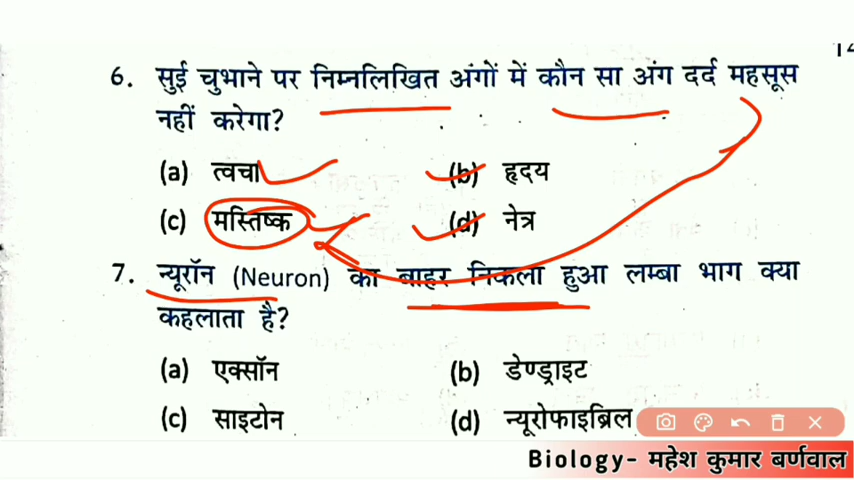 14
6. सुई चुभाने पर निम्नलिखित अंगों में कौन सा अंग दर्द महसूस
नहीं करेगा?
(a) त्वचा (b) हृदय
(c) मस्तिष्क (d) नेत्र
7. न्यूरॉन (Neuron) का बाहर निकला हुआ लम्बा भाग क्या
कहलाता है?
(a) एक्सॉन (b) डेण्ड्राइट
(c) साइटोन (d) न्यूरोफाइब्रिल
Biology- महेश कुमार बर्णवाल